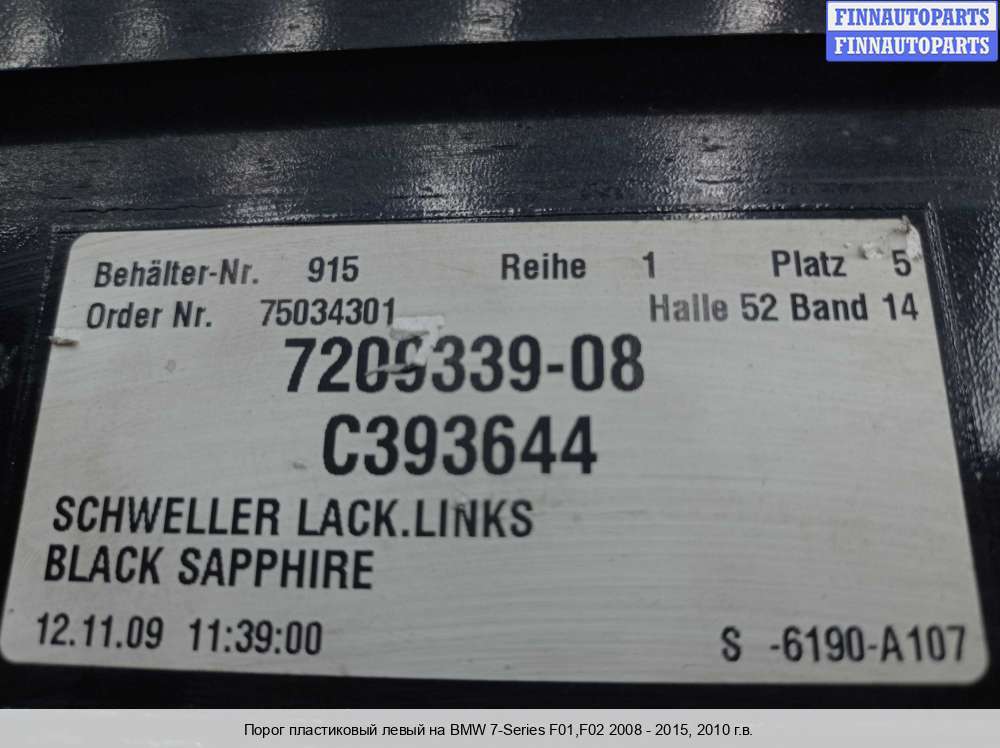 FINNAUTOPARTS
FINNAUTOPARTS
Behälter-Nr. 915 Reihe 1 Platz 5
Order Nr. 75034301 Halle 52 Band 14
7209339-08
C393644
SCHWELLER LACK.LINKS
BLACK SAPPHIRE
12.11.09 11:39:00 S -6190-A107
Порог пластиковый левый на BMW 7-Series F01,F02 2008 - 2015, 2010 г.в.